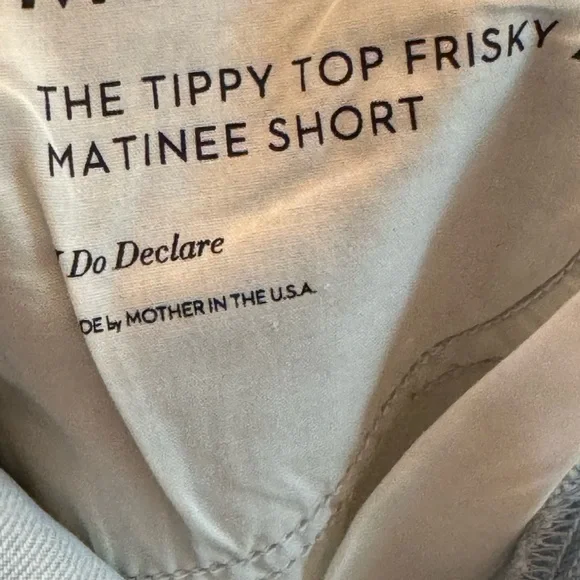 THE TIPPY TOP FRISKY
MATINEE SHORT
I Do Declare
DE by MOTHER IN THE U.S.A.